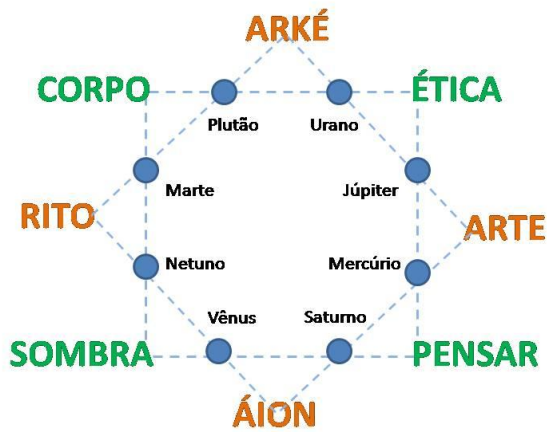 ARKÉ
CORPO
ÉTICA
Plutão
Urano
Marte
Júpiter
RITO
ARTE
Netuno
Mercúrio
Vênus
Saturno
SOMBRA
PENSAR
ÁION